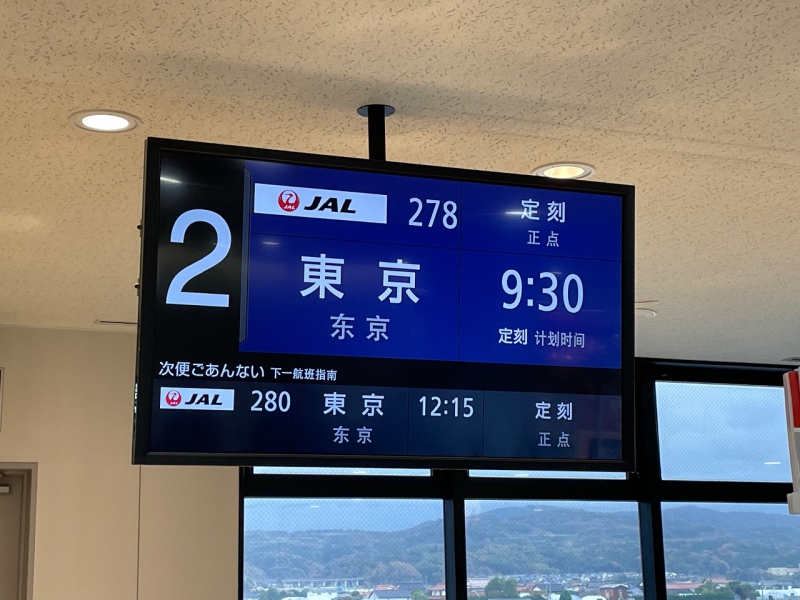 2
JAL 278 定刻
正点
東京 9:30
东京 定刻 计划时间
次便ごあんない 下一航班指南
JAL 280 東京 12:15 定刻
东京 正点